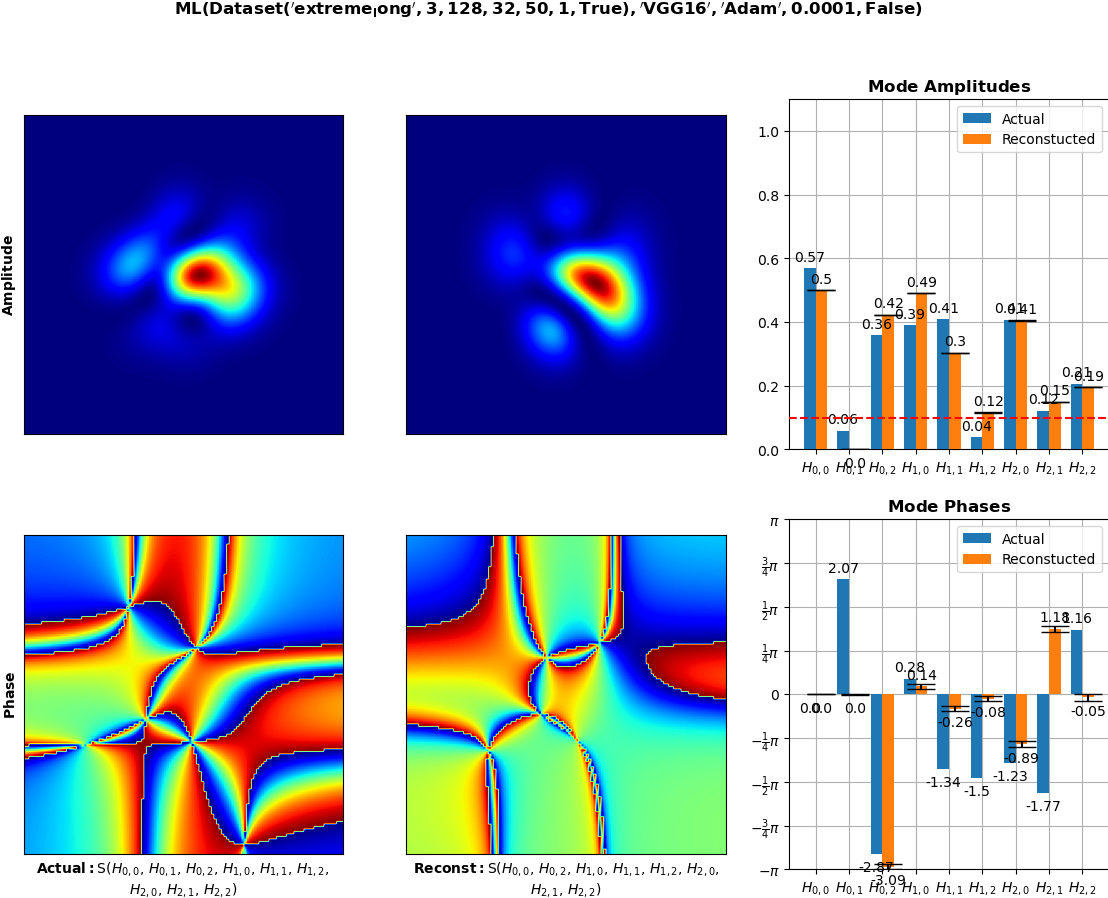 ML(Dataset('extreme_long', 3, 128, 32, 50, 1, True), 'VGG16', 'Adam', 0.0001, False)
Amplitude
Mode Amplitudes
Actual
Reconstucted
1.0
0.8
0.6
0.4
0.2
0.0
0.57
0.5
0.06
0.0
0.36
0.42
0.39
0.49
0.41
0.3
0.04
0.12
0.41
0.41
0.12
0.15
0.21
0.19
H0,0 H0,1 H0,2 H1,0 H1,1 H1,2 H2,0 H2,1 H2,2
Phase
Actual: S(H0,0, H0,1, H0,2, H1,0, H1,1, H1,2,
H2,0, H2,1, H2,2)
Reconst: S(H0,0, H0,2, H1,0, H1,1, H1,2, H2,0,
H2,1, H2,2)
Mode Phases
Actual
Reconstucted
π
3/4π
1/2π
1/4π
0
−1/4π
−1/2π
−3/4π
−π
0.0
0.0
2.07
0.0
-2.87
-3.09
0.28
0.14
-1.34
-0.26
-1.5
-0.08
-1.23
-0.89
-1.77
1.18
1.16
-0.05
H0,0 H0,1 H0,2 H1,0 H1,1 H1,2 H2,0 H2,1 H2,2